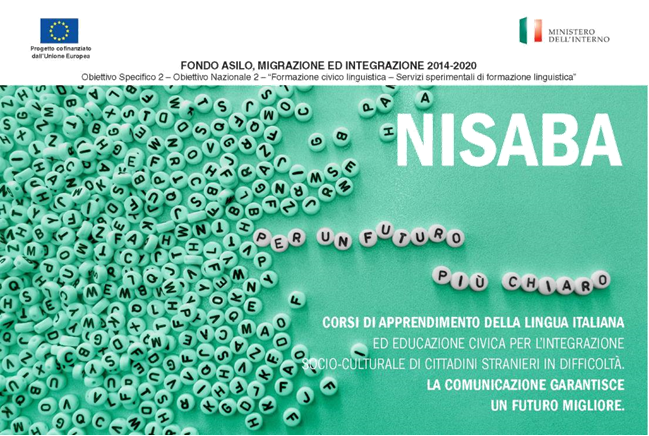 Progetto cofinanziato
dall'Unione Europea
MINISTERO
DELL'INTERNO
FONDO ASILO, MIGRAZIONE ED INTEGRAZIONE 2014-2020
Obiettivo Specifico 2 – Obiettivo Nazionale 2 – "Formazione civico linguistica – Servizi sperimentali di formazione linguistica"
NISABA
PER UN FUTURO
PIÙ CHIARO
CORSI DI APPRENDIMENTO DELLA LINGUA ITALIANA
ED EDUCAZIONE CIVICA PER L'INTEGRAZIONE
SOCIO-CULTURALE DI CITTADINI STRANIERI IN DIFFICOLTÀ.
LA COMUNICAZIONE GARANTISCE
UN FUTURO MIGLIORE.